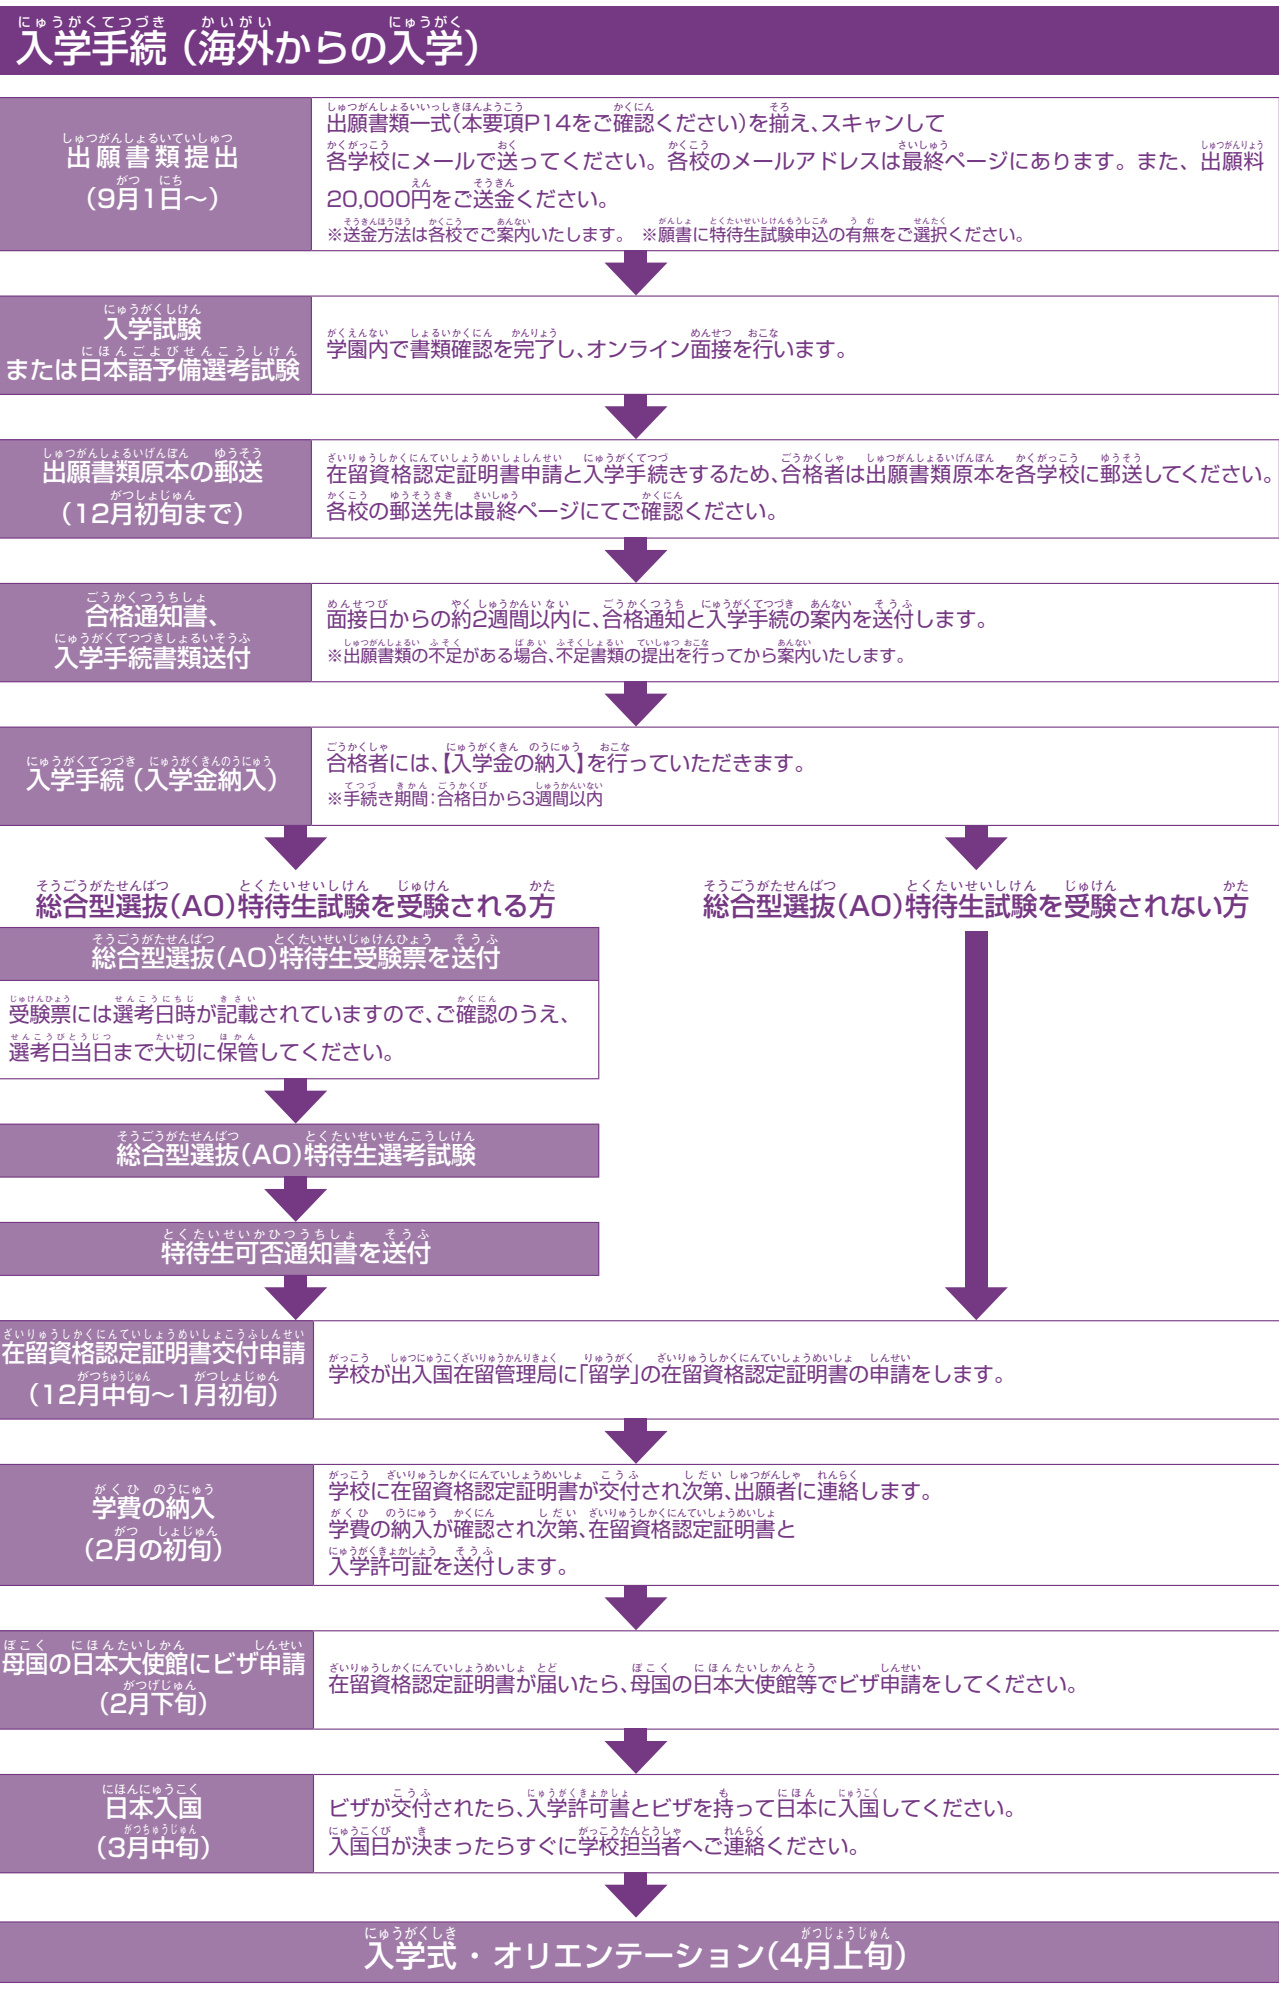 入学手続（海外からの入学）
出願書類提出
（9月1日～）
出願書類一式（本要項P14をご確認ください）を揃え、スキャンして
各学校にメールで送ってください。各校のメールアドレスは最終ページにあります。また、出願料
20,000円をご送金ください。
※送金方法は各校でご案内いたします。 ※願書に特待生試験申込の有無をご選択ください。
入学試験
または日本語予備選考試験
学園内で書類確認を完了し、オンライン面接を行います。
出願書類原本の郵送
（12月初旬まで）
在留資格認定証明書申請と入学手続きするため、合格者は出願書類原本を各学校に郵送してください。
各校の郵送先は最終ページにてご確認ください。
合格通知書、
入学手続書類送付
面接日からの約2週間以内に、合格通知と入学手続の案内を送付します。
※出願書類の不足がある場合、不足書類の提出を行ってから案内いたします。
入学手続（入学金納入）
合格者には、【入学金の納入】を行っていただきます。
※手続き期間：合格日から3週間以内
総合型選抜（AO）特待生試験を受験される方
総合型選抜（AO）特待生試験を受験されない方
総合型選抜（AO）特待生受験票を送付
受験票には選考日時が記載されていますので、ご確認のうえ、
選考日当日まで大切に保管してください。
総合型選抜（AO）特待生選考試験
特待生可否通知書を送付
在留資格認定証明書交付申請
（12月中旬～1月初旬）
学校が出入国在留管理局に「留学」の在留資格認定証明書の申請をします。
学費の納入
（2月の初旬）
学校に在留資格認定証明書が交付され次第、出願者に連絡します。
学費の納入が確認され次第、在留資格認定証明書と
入学許可証を送付します。
母国の日本大使館にビザ申請
（2月下旬）
在留資格認定証明書が届いたら、母国の日本大使館等でビザ申請をしてください。
日本入国
（3月中旬）
ビザが交付されたら、入学許可書とビザを持って日本に入国してください。
入国日が決まったらすぐに学校担当者へご連絡ください。
入学式・オリエンテーション（4月上旬）